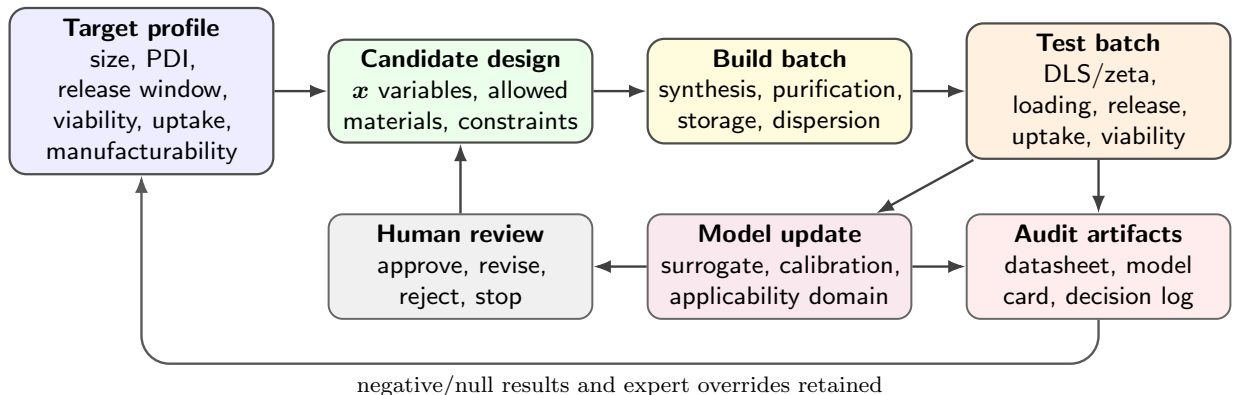 Target profile
size, PDI,
release window,
viability, uptake,
manufacturability
Candidate design
x variables, allowed
materials, constraints
Build batch
synthesis, purification,
storage, dispersion
Test batch
DLS/zeta,
loading, release,
uptake, viability
Human review
approve, revise,
reject, stop
Model update
surrogate, calibration,
applicability domain
Audit artifacts
datasheet, model
card, decision log
negative/null results and expert overrides retained